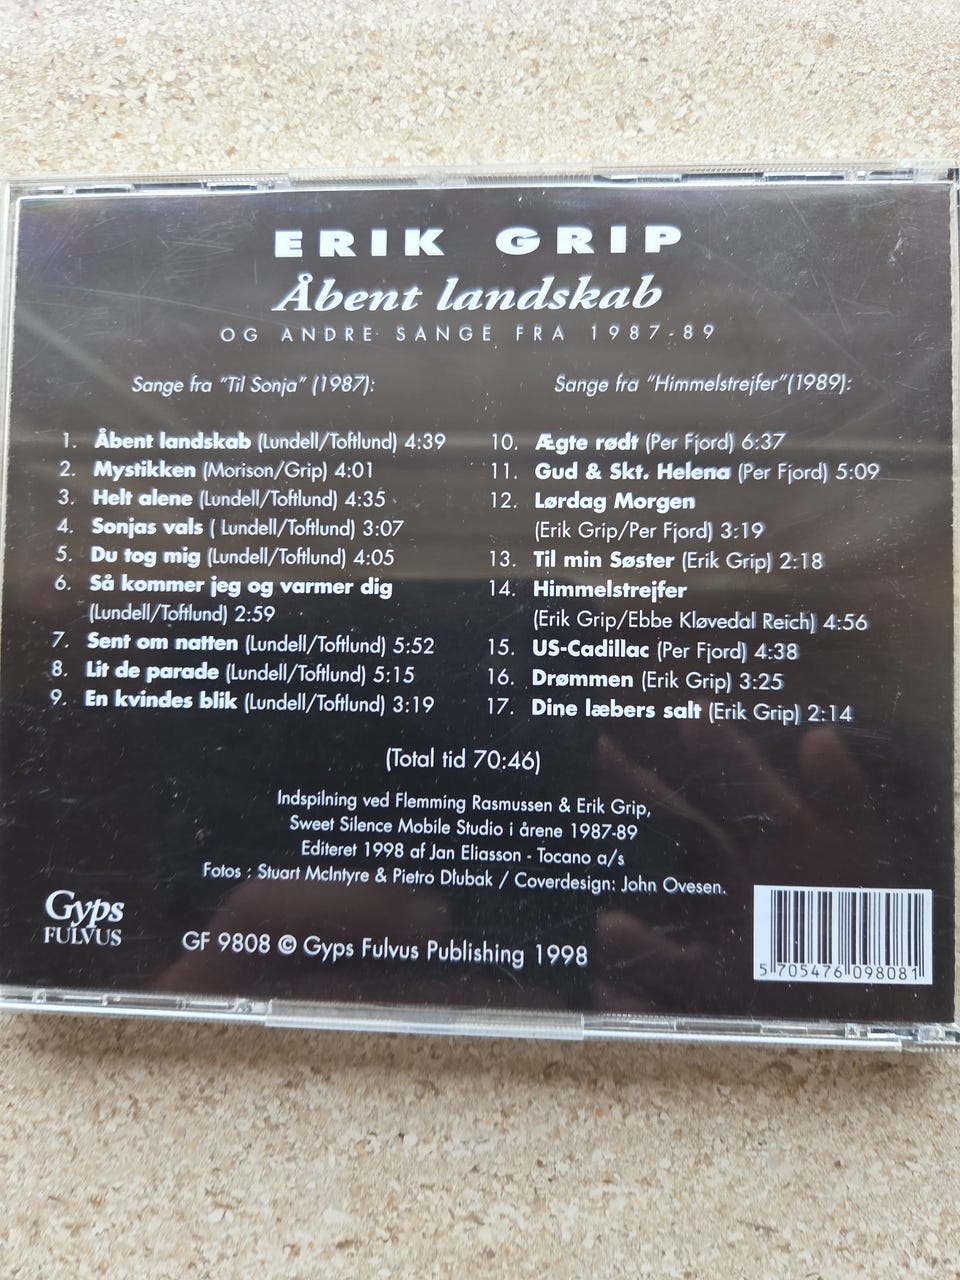 ERIK GRIP
Åbent landskab
OG ANDRE SANGE FRA 1987-89
Sange fra "Til Sonja" (1987):
1. Åbent landskab (Lundell/Toftlund) 4:39
2. Mystikken (Morison/Grip) 4:01
3. Helt alene (Lundell/Toftlund) 4:35
4. Sonjas vals ( Lundell/Toftlund) 3:07
5. Du tog mig (Lundell/Toftlund) 4:05
6. Så kommer jeg og varmer dig
(Lundell/Toftlund) 2:59
7. Sent om natten (Lundell/Toftlund) 5:52
8. Lit de parade (Lundell/Toftlund) 5:15
9. En kvindes blik (Lundell/Toftlund) 3:19
Sange fra "Himmelstrejfer"(1989):
10. Ægte rødt (Per Fjord) 6:37
11. Gud & Skt. Helena (Per Fjord) 5:09
12. Lørdag Morgen
(Erik Grip/Per Fjord) 3:19
13. Til min Søster (Erik Grip) 2:18
14. Himmelstrejfer
(Erik Grip/Ebbe Kløvedal Reich) 4:56
15. US-Cadillac (Per Fjord) 4:38
16. Drømmen (Erik Grip) 3:25
17. Dine læbers salt (Erik Grip) 2:14
(Total tid 70:46)
Indspilning ved Flemming Rasmussen & Erik Grip,
Sweet Silence Mobile Studio i årene 1987-89
Editeret 1998 af Jan Eliasson - Tocano a/s
Fotos : Stuart McIntyre & Pietro Dlubak / Coverdesign: John Ovesen.
Gyps
FULVUS
GF 9808 © Gyps Fulvus Publishing 1998
5 705476 098081